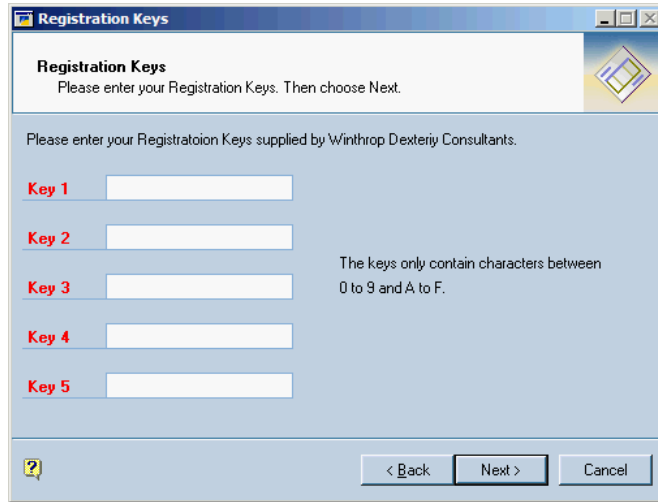 Registration Keys
Registration Keys
Please enter your Registration Keys. Then choose Next.
Please enter your Registratoion Keys supplied by Winthrop Dexteriy Consultants.
Key 1
Key 2
The keys only contain characters between
0 to 9 and A to F.
Key 3
Key 4
Key 5
< Back
Next >
Cancel